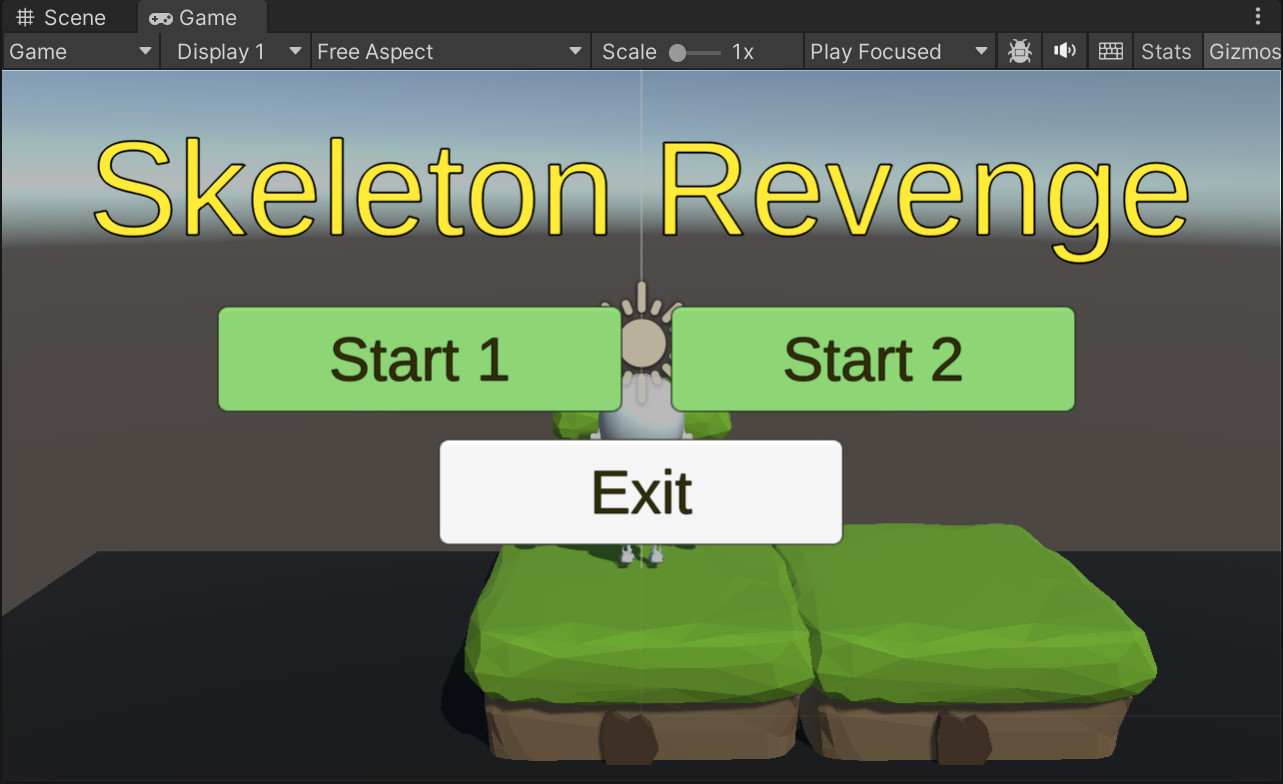 Scene Game
Game Display 1 Free Aspect Scale 1x Play Focused Stats Gizmos
Skeleton Revenge
Start 1 Start 2
Exit